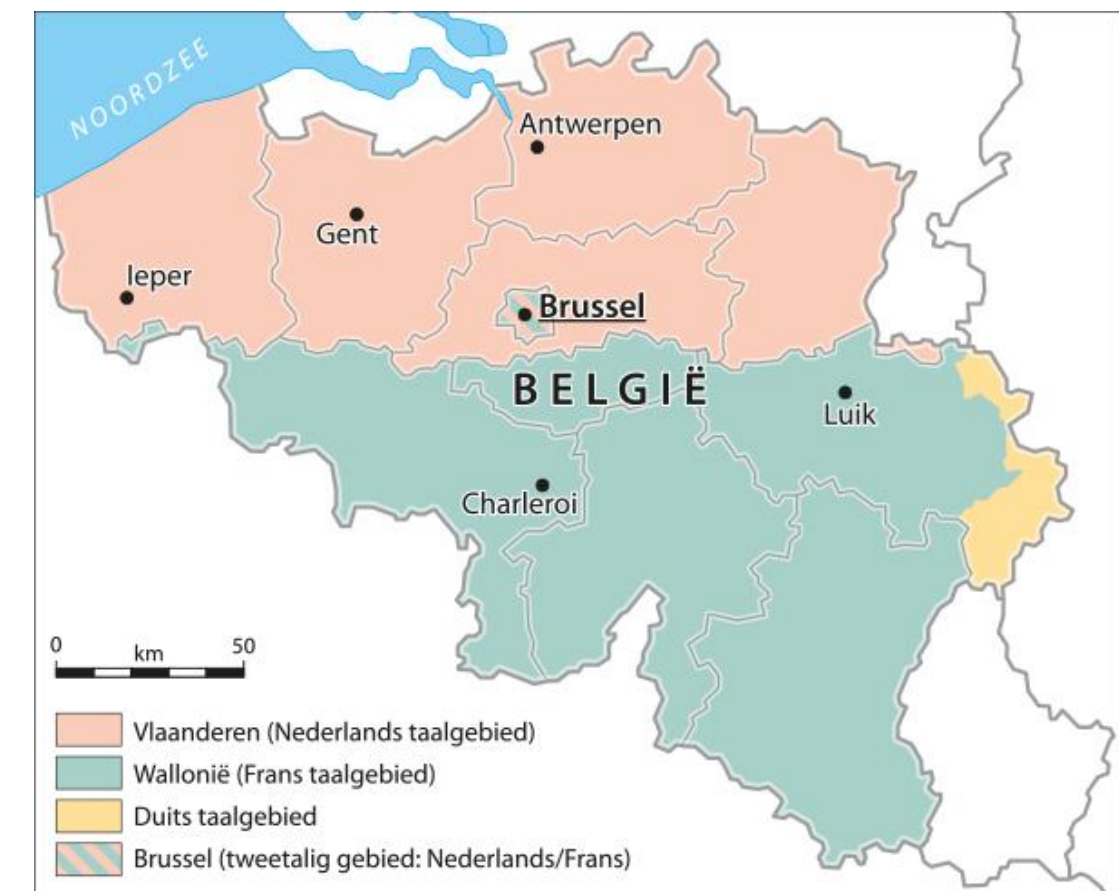 NOORDZEE
Antwerpen
Gent
Ieper
Brussel
BELGIË
Luik
Charleroi
0 50
km
Vlaanderen (Nederlands taalgebied)
Wallonië (Frans taalgebied)
Duits taalgebied
Brussel (tweetalig gebied: Nederlands/Frans)